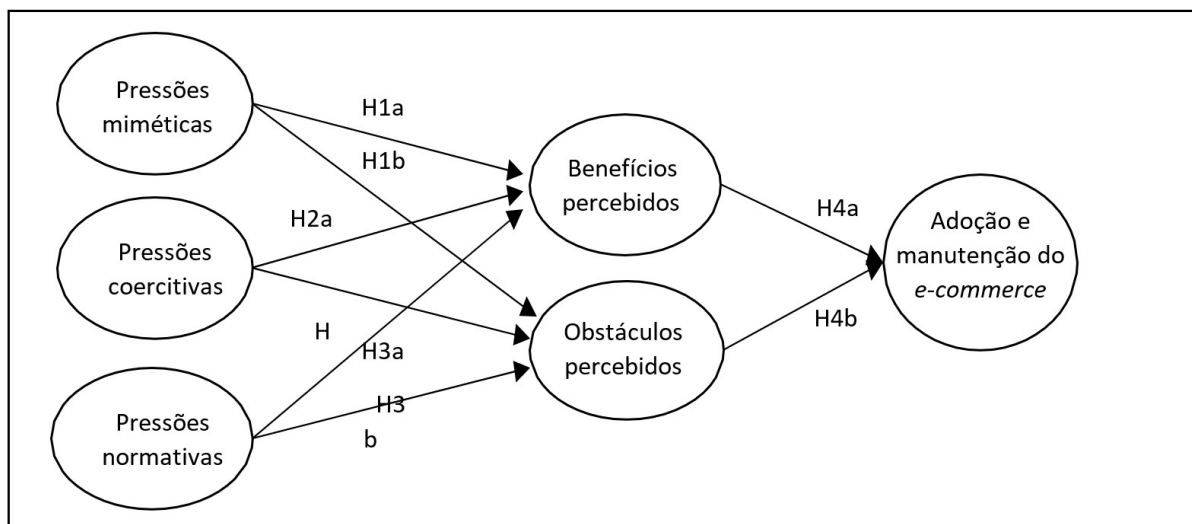 Pressões
miméticas
H1a
H1b
Pressões
coercitivas
H2a
H
Pressões
normativas
H3a
H3
b
Benefícios
percebidos
Obstáculos
percebidos
H4a
H4b
Adoção e
manutenção do
e-commerce